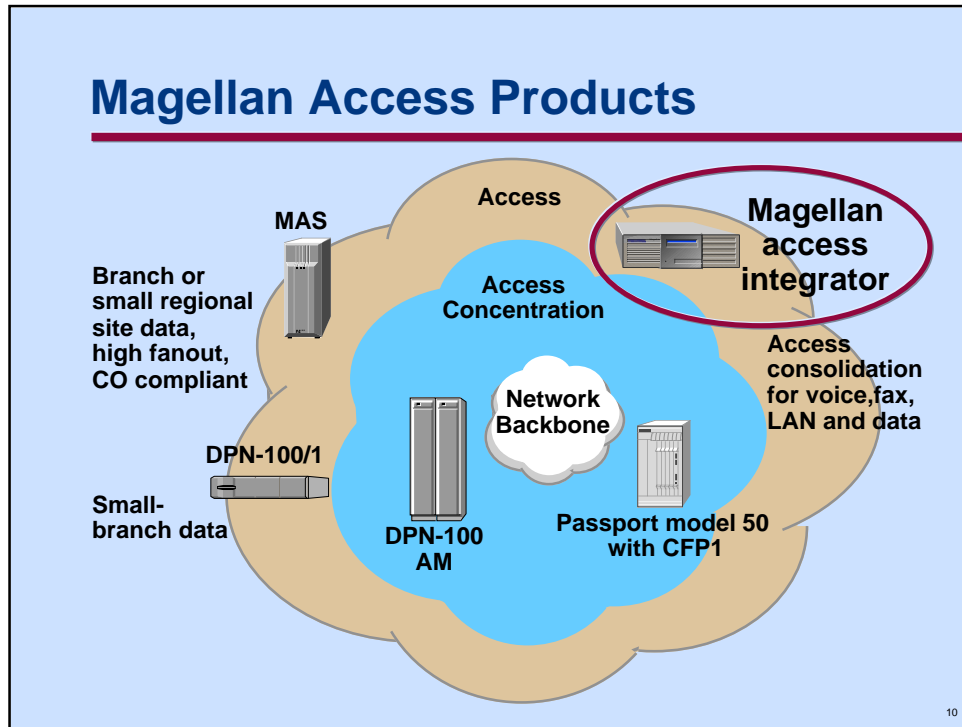 Magellan Access Products
Access
MAS
Magellan
access
integrator
Branch or
small regional
site data,
high fanout,
CO compliant
Access
Concentration
Access
consolidation
for voice,fax,
LAN and data
Network
Backbone
DPN-100/1
Small-
branch data
DPN-100
AM
Passport model 50
with CFP1
10